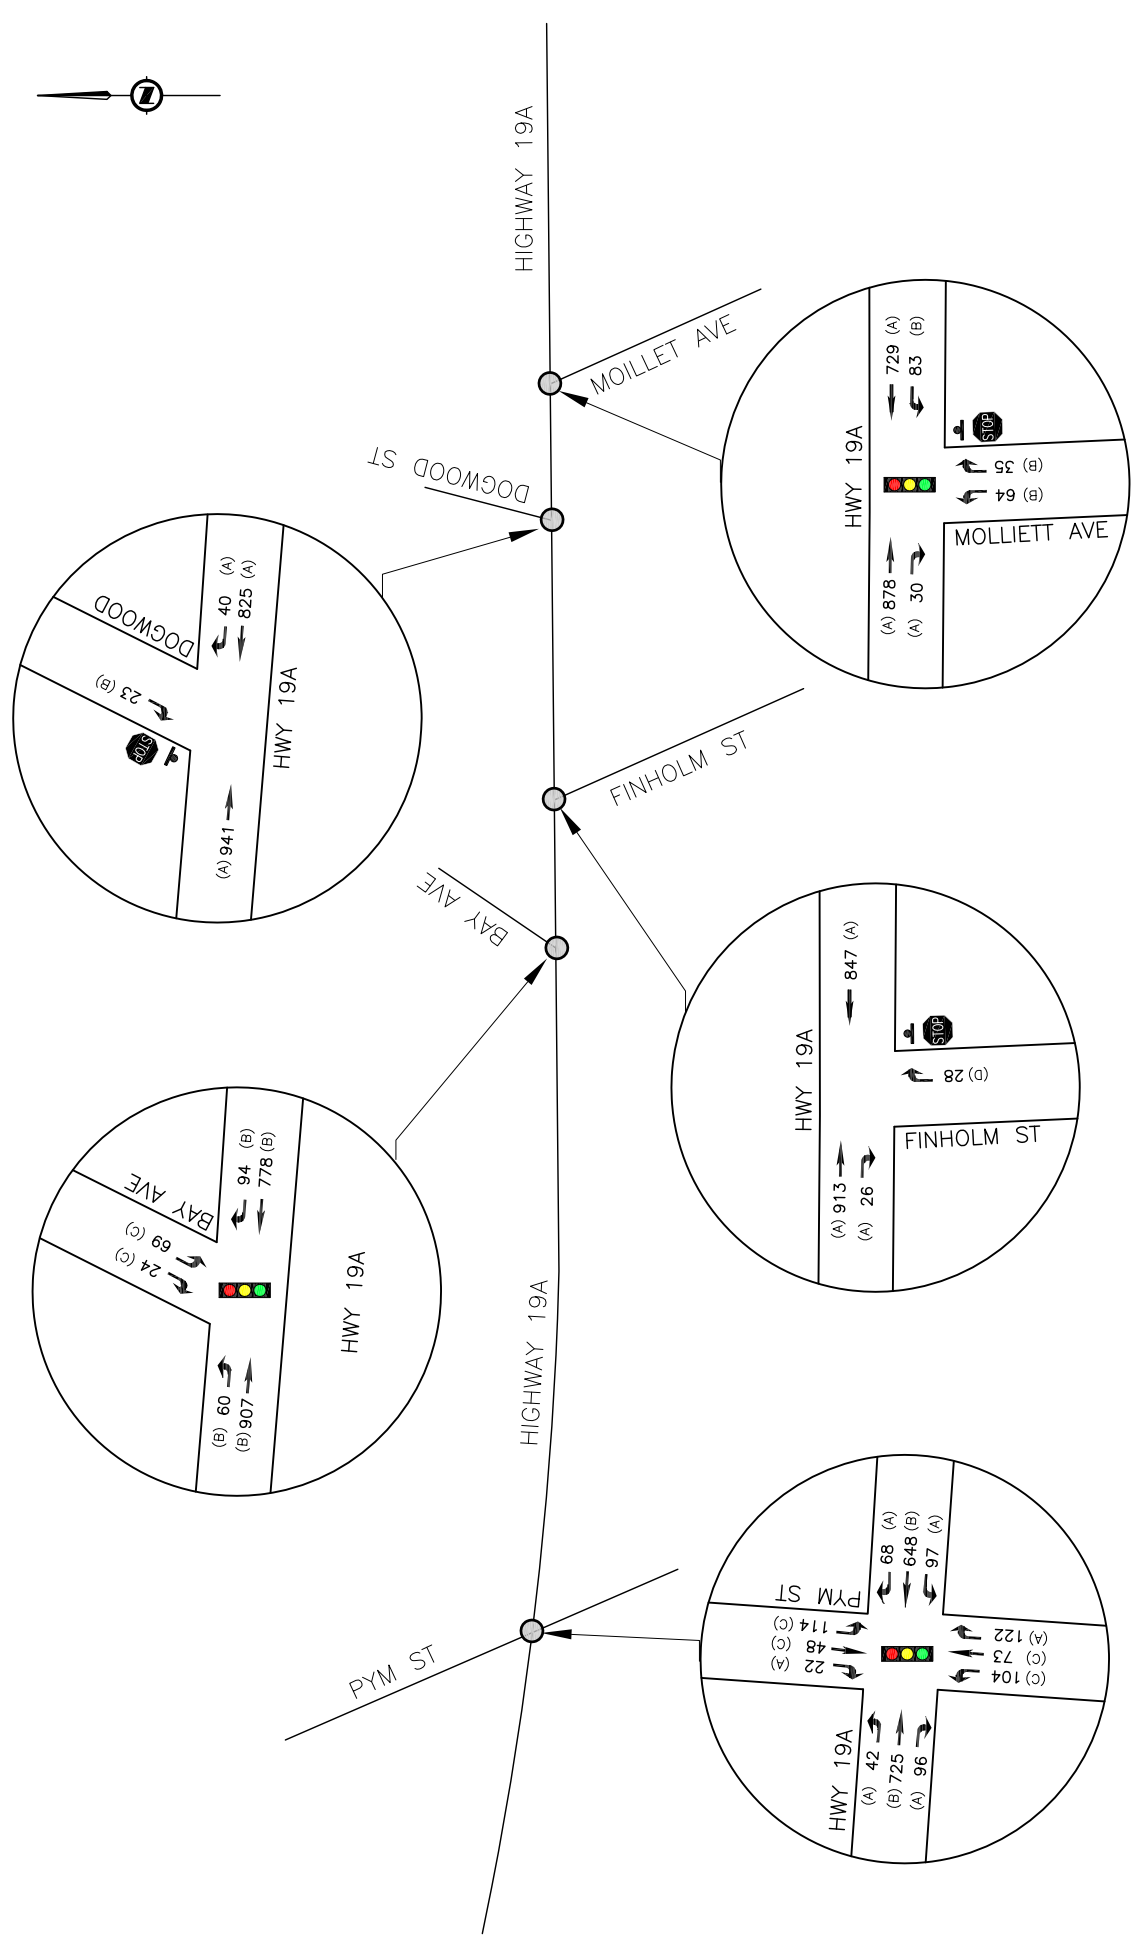 N
HIGHWAY 19A
MOILLET AVE
DOGWOOD ST
FINHOLM ST
BAY AVE
HIGHWAY 19A
PYM ST
HWY 19A
729 (A)
83 (B)
STOP
35 (B)
64 (B)
MOLLIETT AVE
(A) 878
(A) 30
DOGWOOD
40 (A)
825 (A)
23 (B)
STOP
HWY 19A
(A) 941
847 (A)
HWY 19A
STOP
28 (D)
FINHOLM ST
(A) 913
(A) 26
BAY AVE
94 (B)
778 (B)
69 (C)
24 (C)
HWY 19A
(B) 60
(B) 907
68 (A)
648 (B)
97 (A)
PYM ST
114 (C)
48 (C)
22 (A)
122 (A)
73 (C)
104 (C)
HWY 19A
(A) 42
(B) 725
(A) 96